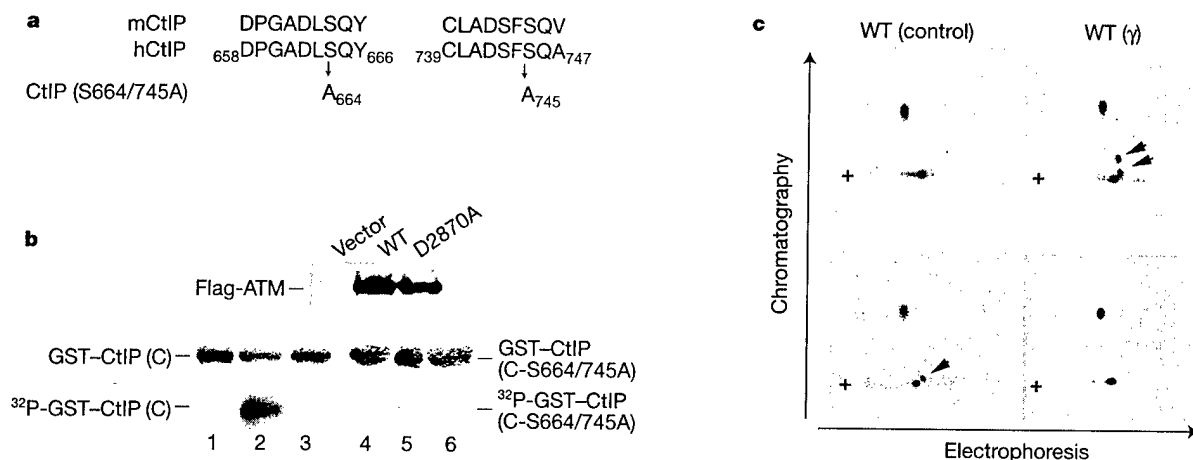 a
mCtIP DPGADLSQY CLADSFSQV
hCtIP 658DPGADLSQY666 739CLADSFSQA747
CtIP (S664/745A) A664 A745
b
Vector WT D2870A
Flag-ATM
GST–CtIP (C) GST–CtIP
(C-S664/745A)
32P-GST–CtIP (C) 32P-GST–CtIP
(C-S664/745A)
1 2 3 4 5 6
c
WT (control) WT (γ)
Chromatography
+ +
+ +
Electrophoresis